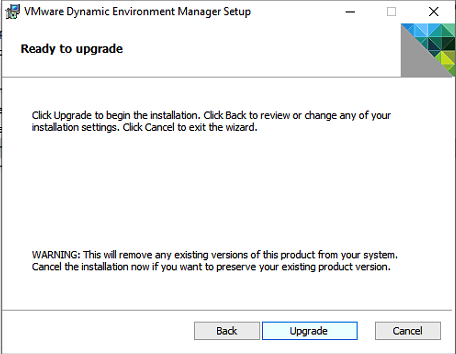 VMware Dynamic Environment Manager Setup
Ready to upgrade
Click Upgrade to begin the installation. Click Back to review or change any of your
installation settings. Click Cancel to exit the wizard.
WARNING: This will remove any existing versions of this product from your system.
Cancel the installation now if you want to preserve your existing product version.
Back Upgrade Cancel